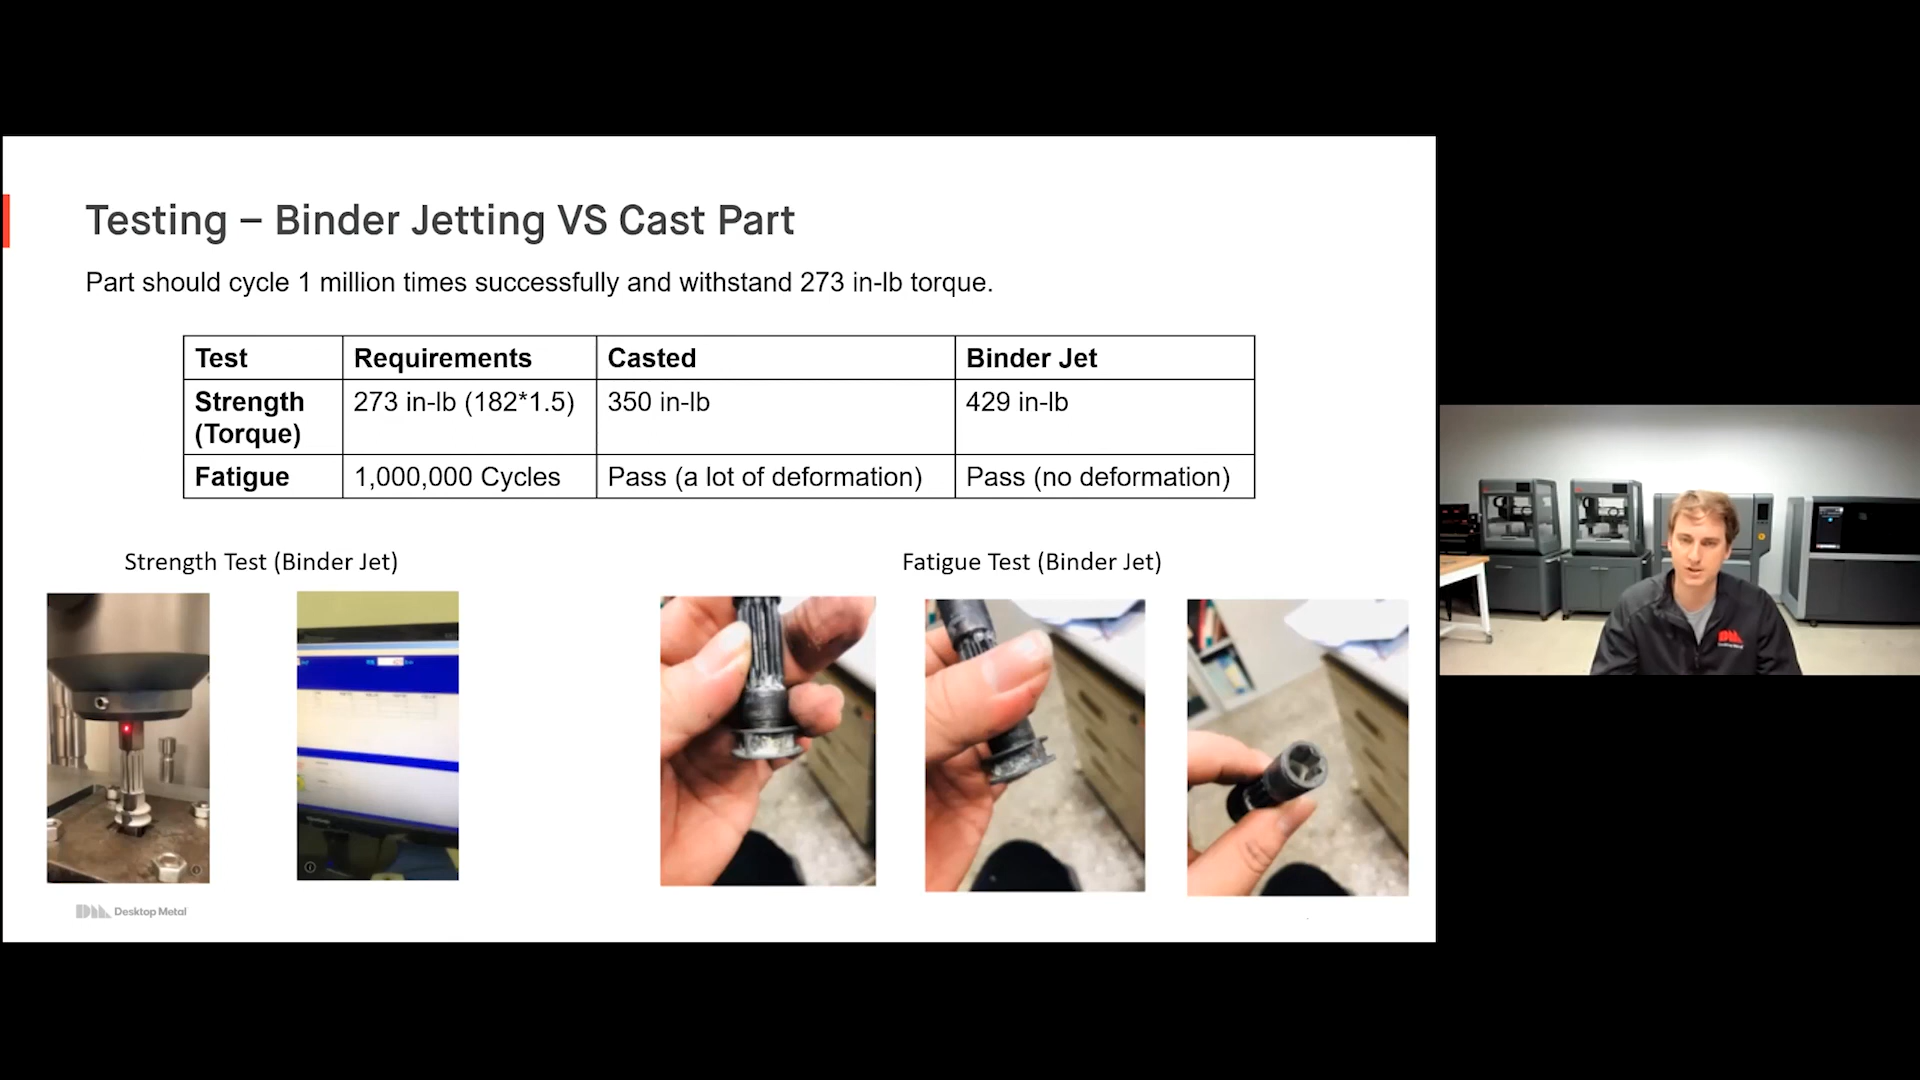 Testing – Binder Jetting VS Cast Part
Part should cycle 1 million times successfully and withstand 273 in-lb torque.
Test Requirements Casted Binder Jet
Strength (Torque) 273 in-lb (182*1.5) 350 in-lb 429 in-lb
Fatigue 1,000,000 Cycles Pass (a lot of deformation) Pass (no deformation)
Strength Test (Binder Jet)
Fatigue Test (Binder Jet)
Desktop Metal